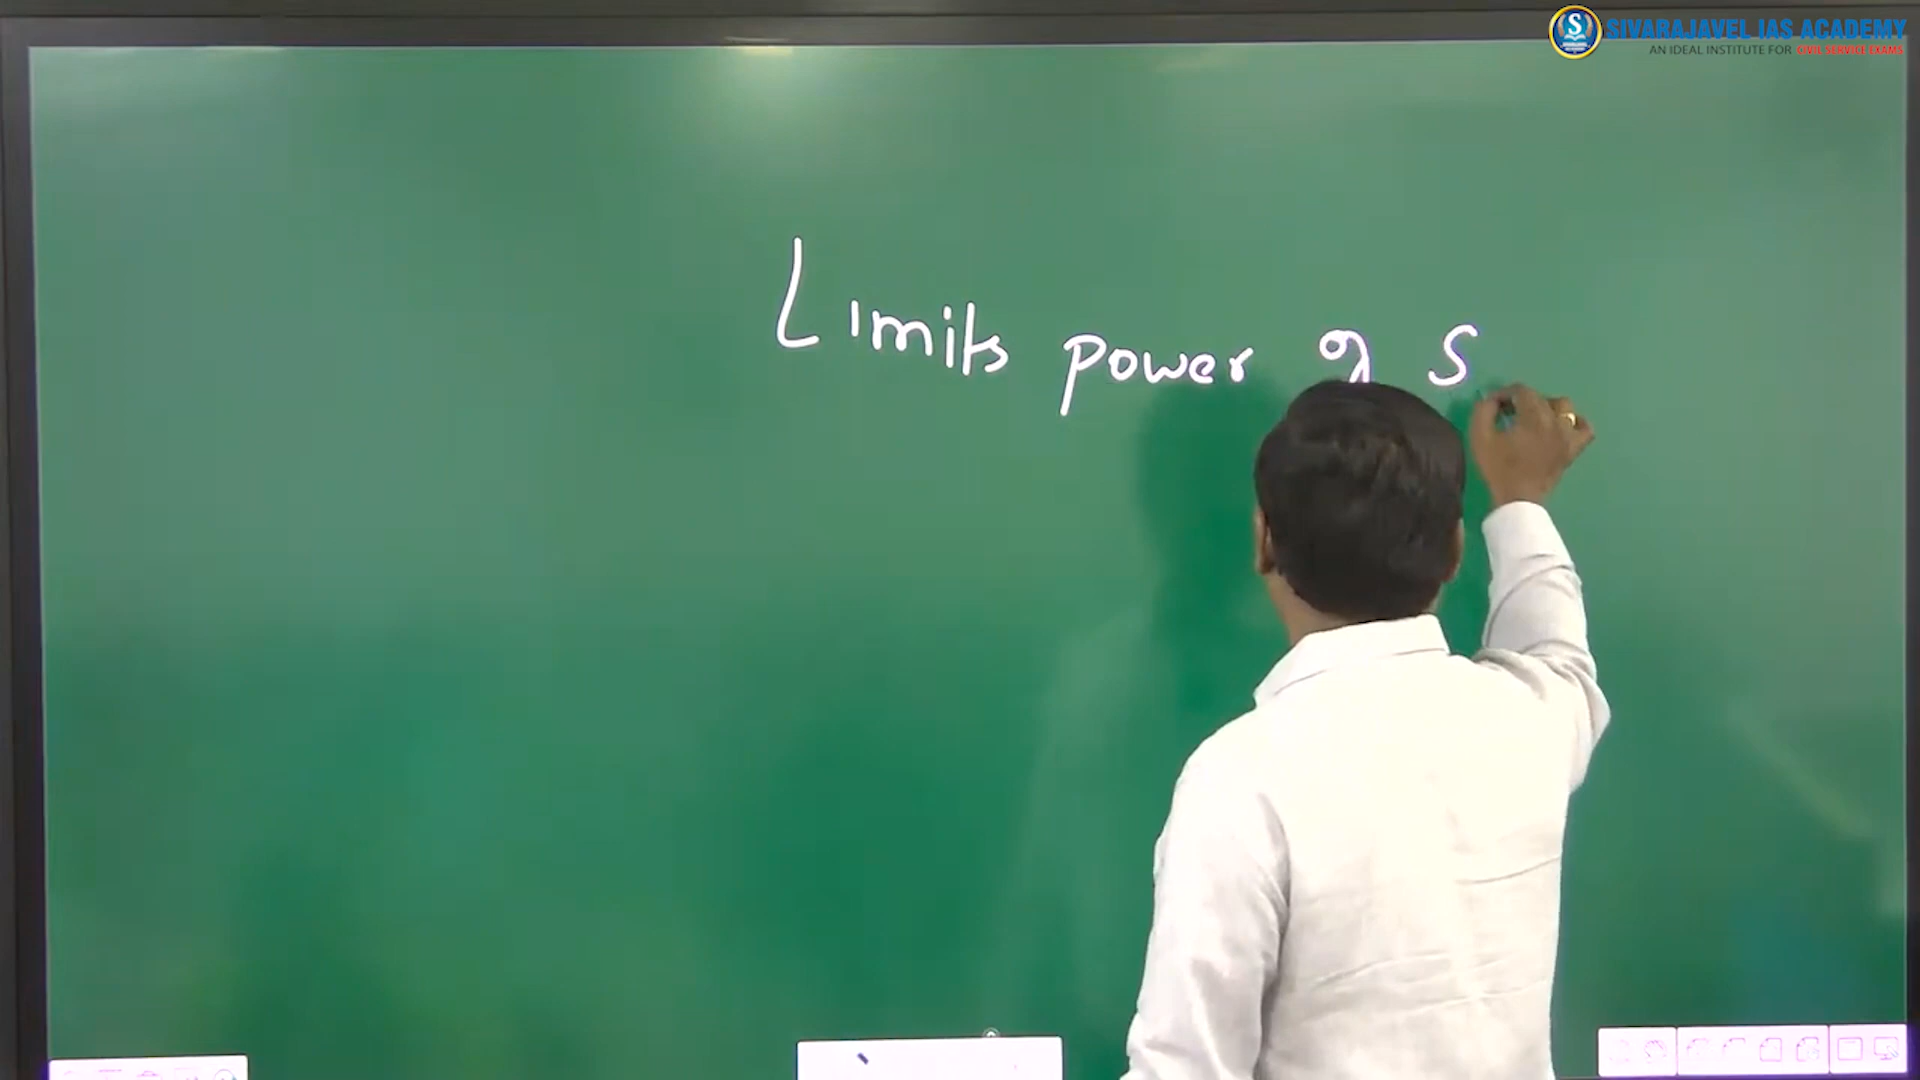 SIVARAJAVEL IAS ACADEMY
AN IDEAL INSTITUTE FOR CIVIL SERVICE EXAMS
Limits power of S